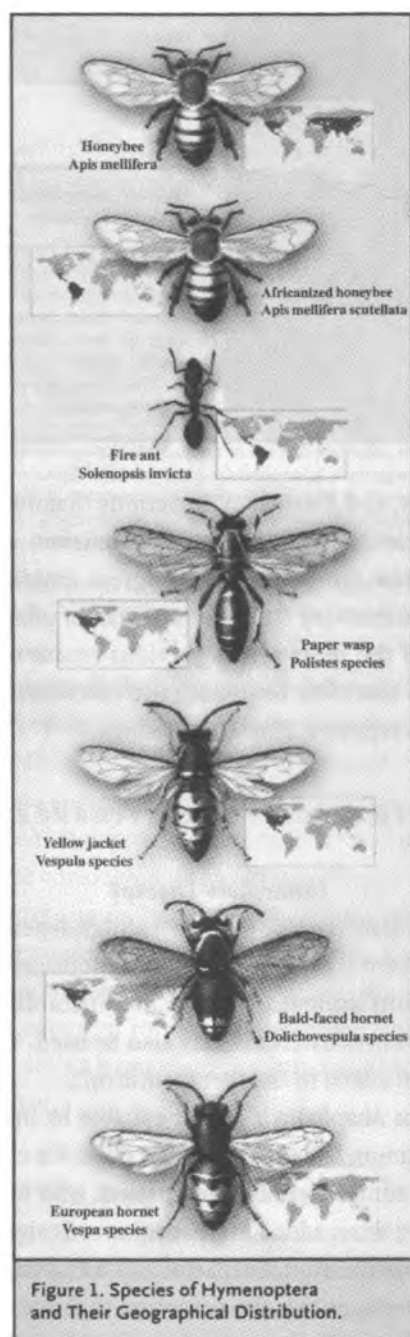 Honeybee
Apis mellifera
Africanized honeybee
Apis mellifera scutellata
Fire ant
Solenopsis invicta
Paper wasp
Polistes species
Yellow jacket
Vespula species
Bald-faced hornet
Dolichovespula species
European hornet
Vespa species
Figure 1. Species of Hymenoptera
and Their Geographical Distribution.